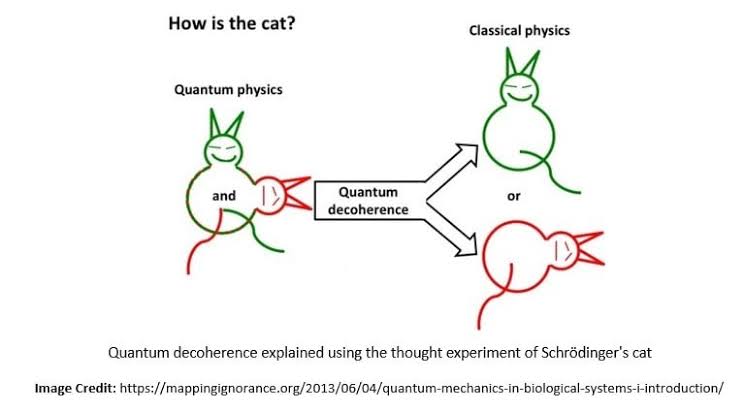 How is the cat?
Classical physics
Quantum physics
and
Quantum
decoherence
or
Quantum decoherence explained using the thought experiment of Schrödinger's cat
Image Credit: https://mappingignorance.org/2013/06/04/quantum-mechanics-in-biological-systems-i-introduction/